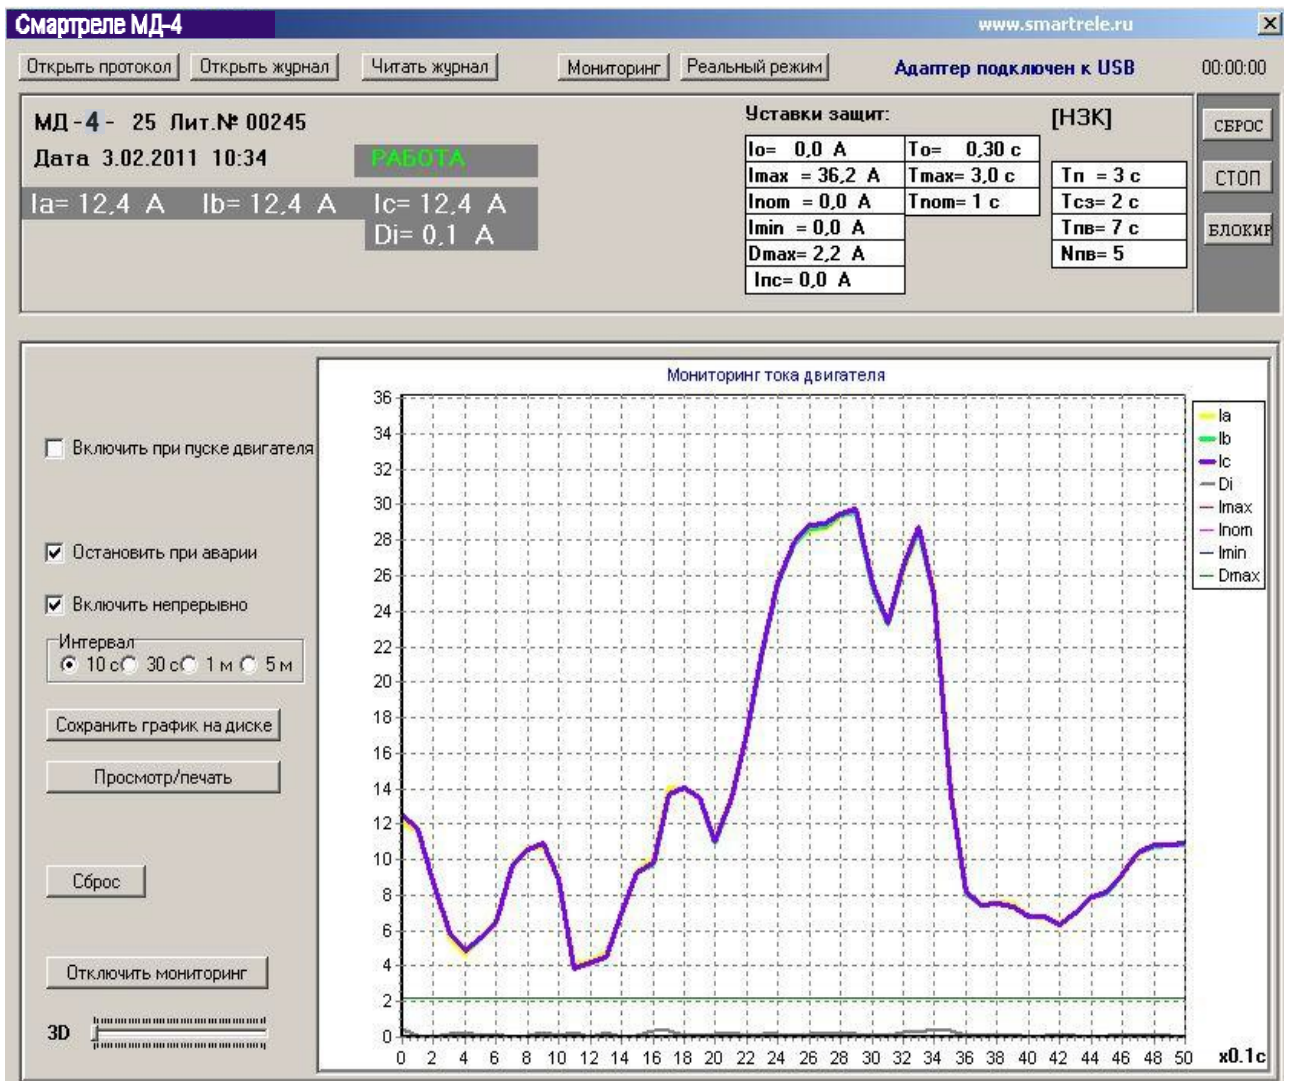 Смартреле МД-4 www.smartrele.ru
Открыть протокол Открыть журнал Читать журнал Мониторинг Реальный режим Адаптер подключен к USB 00:00:00
МД-4- 25 Лит.№ 00245
Дата 3.02.2011 10:34 РАБОТА
Ia= 12,4 А Ib= 12,4 А Ic= 12,4 А
Di= 0,1 А
Уставки защит: [НЗК]
Io= 0,0 А To= 0,30 с
Imax = 36,2 А Tmax= 3,0 с Тп = 3 с
Inom = 0,0 А Tnom= 1 с Тсз= 2 с
Imin = 0,0 А Тпв= 7 с
Dmax= 2,2 А Nпв= 5
Iпс= 0,0 А
СБРОС
СТОП
БЛОКИР
Включить при пуске двигателя
Остановить при аварии
Включить непрерывно
Интервал
10 с 30 с 1 м 5 м
Сохранить график на диске
Просмотр/печать
Сброс
Отключить мониторинг
3D
Мониторинг тока двигателя
36
34
32
30
28
26
24
22
20
18
16
14
12
10
8
6
4
2
0
0 2 4 6 8 10 12 14 16 18 20 22 24 26 28 30 32 34 36 38 40 42 44 46 48 50 x0.1с
Ia
Ib
Ic
Di
Imax
Inom
Imin
Dmax